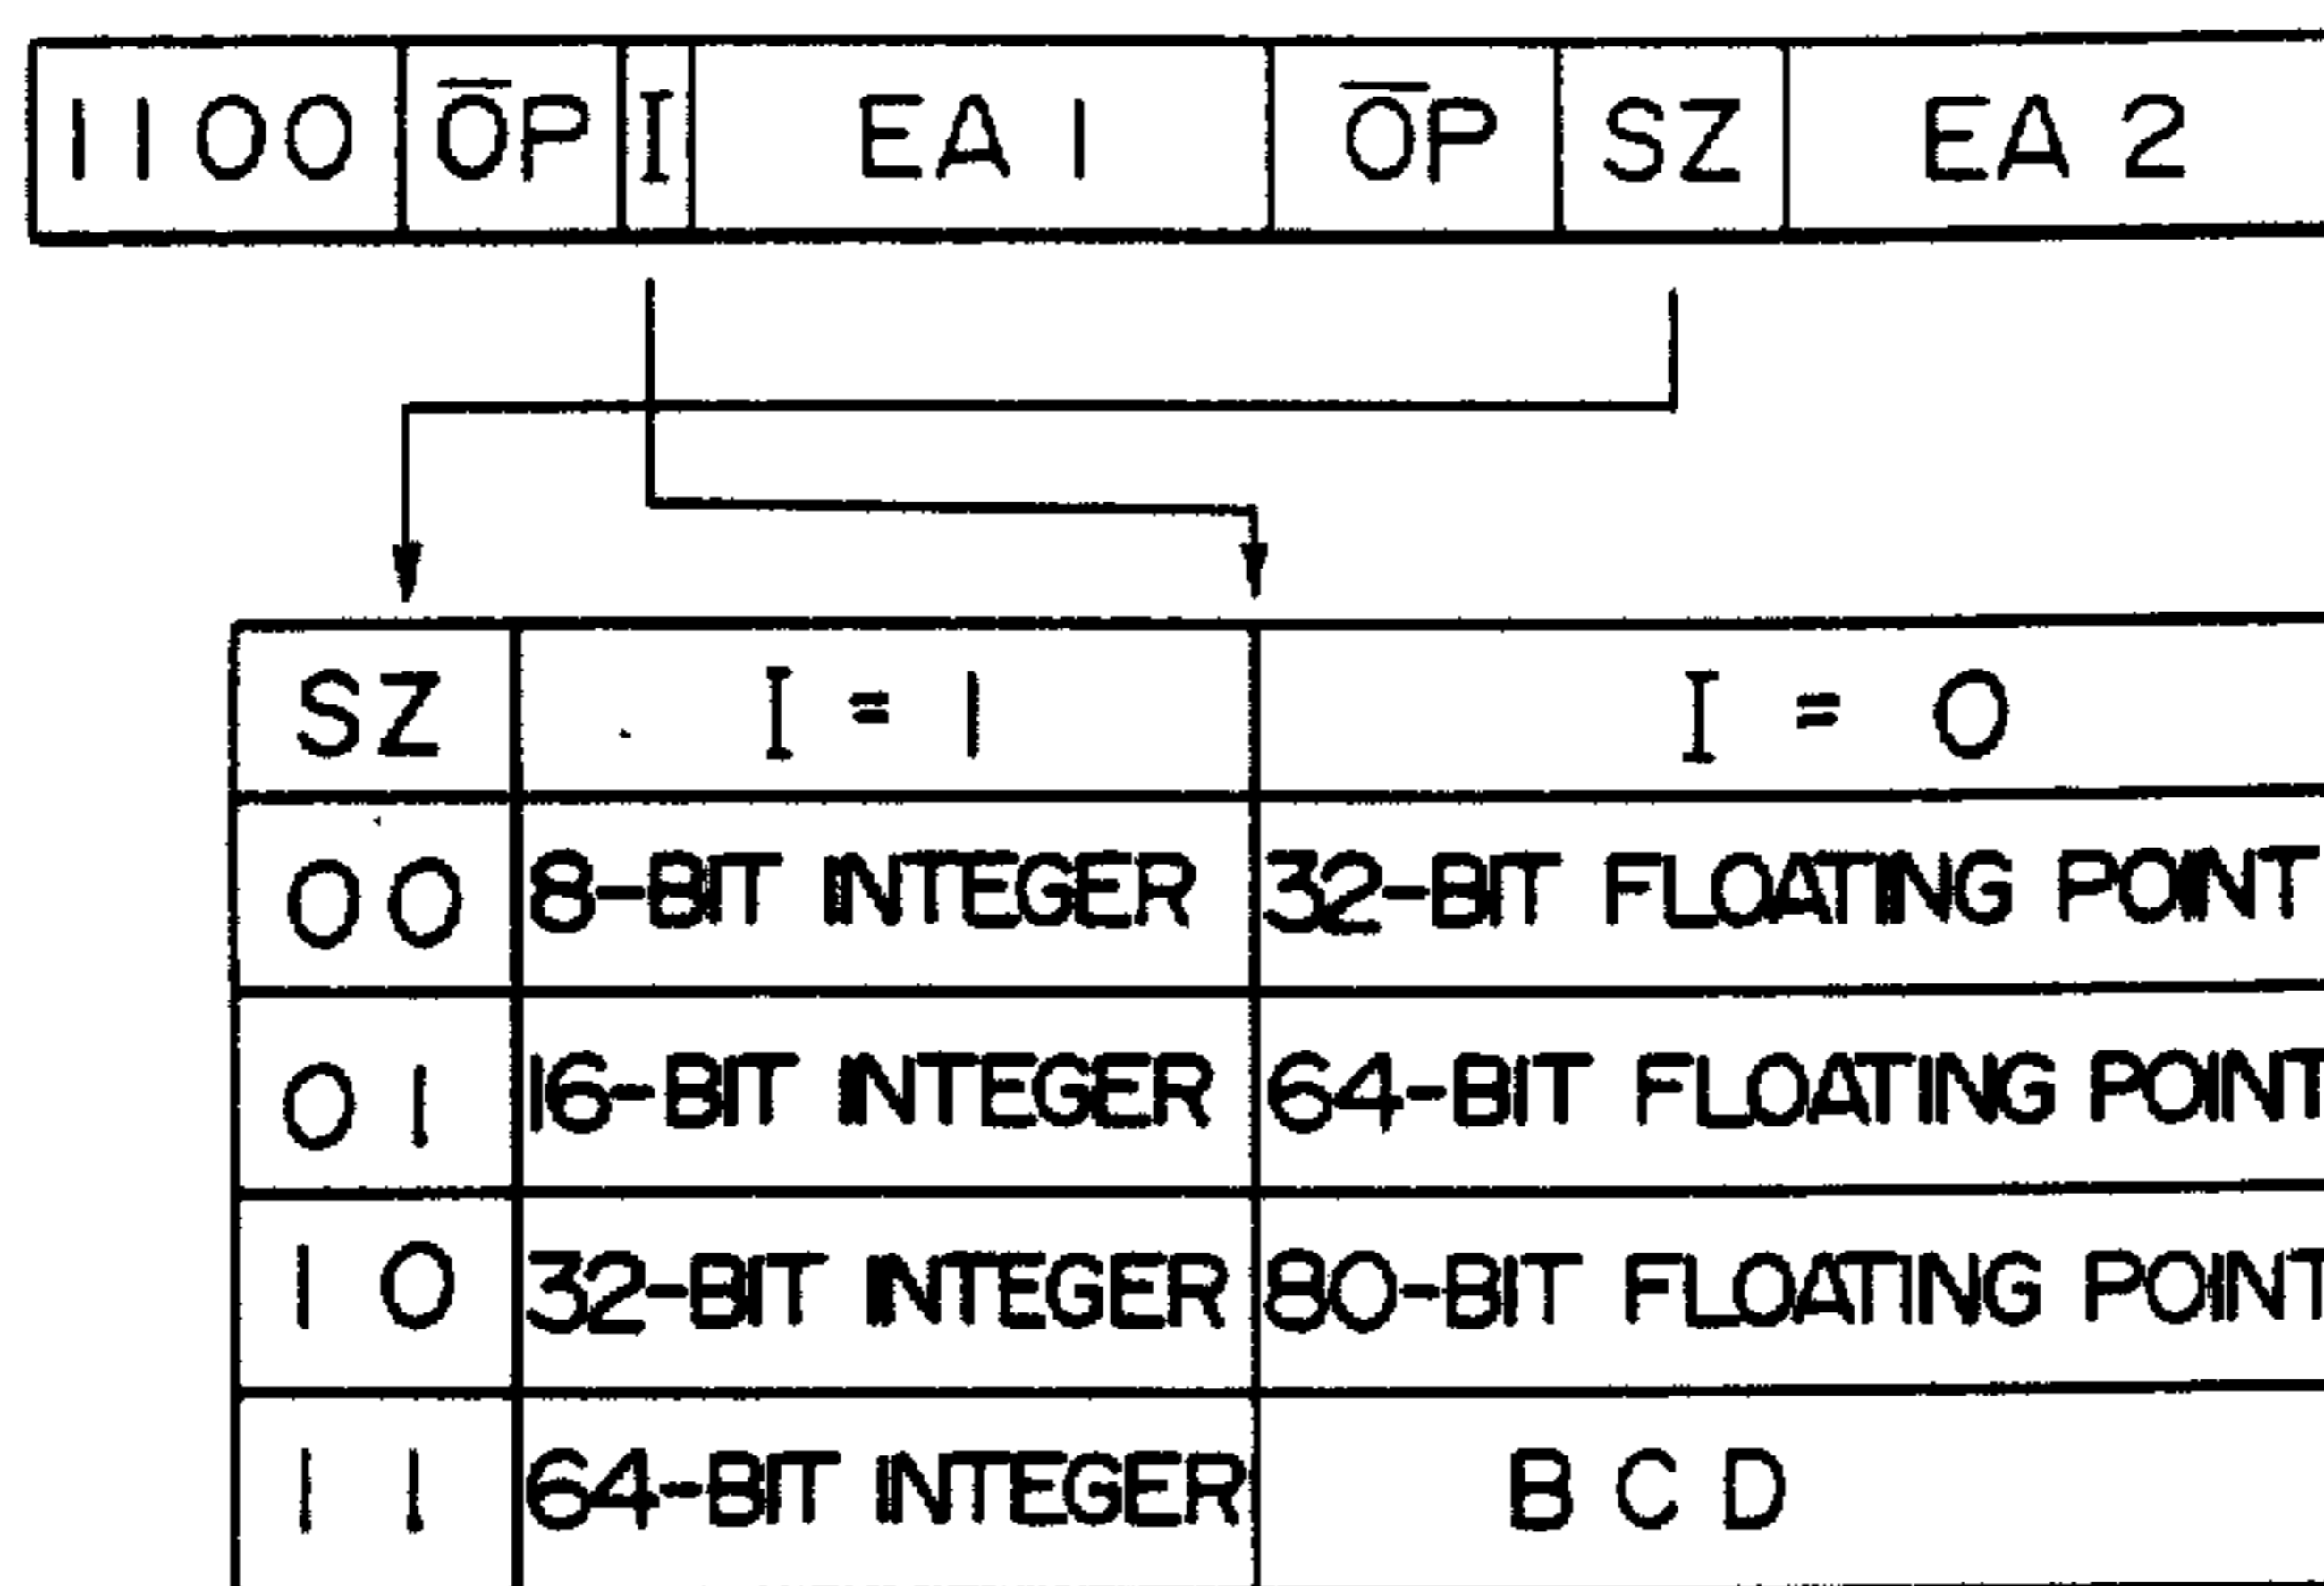 1100 O̅P I EA 1 O̅P SZ EA 2
SZ I = 1 I = 0
00 8-BIT INTEGER 32-BIT FLOATING POINT
01 16-BIT INTEGER 64-BIT FLOATING POINT
10 32-BIT INTEGER 80-BIT FLOATING POINT
11 64-BIT INTEGER BCD